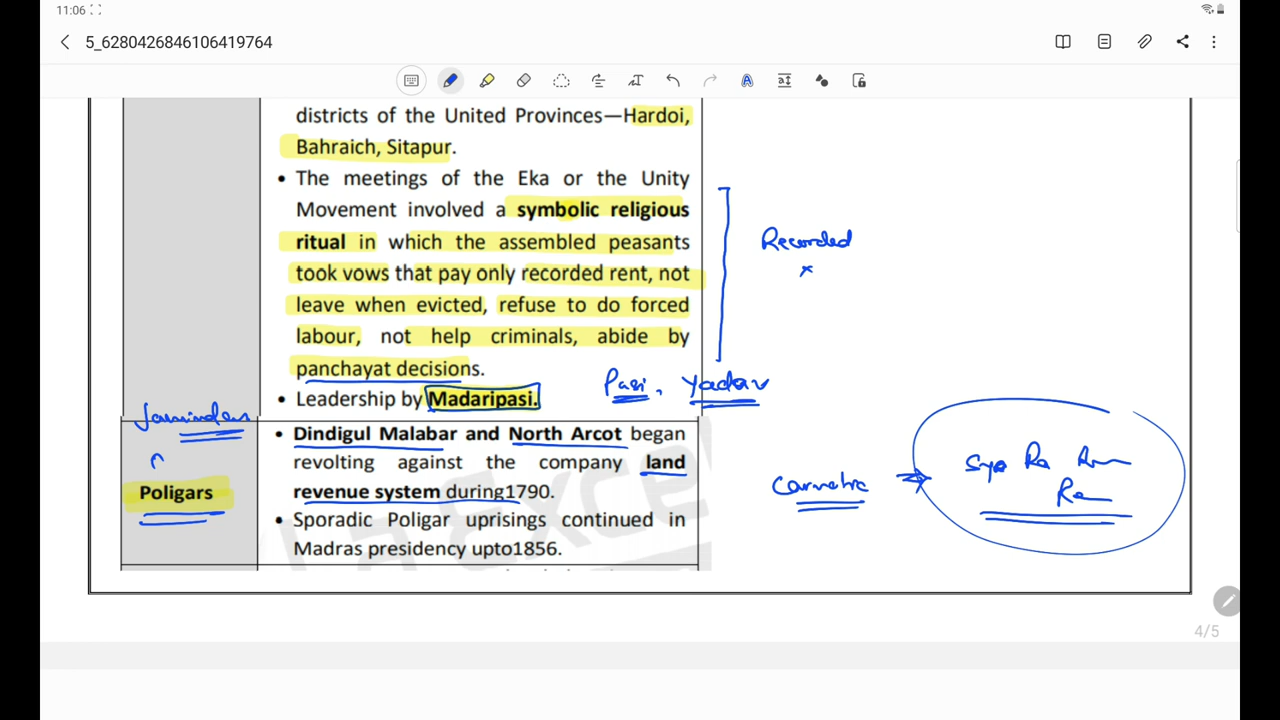 11:06
5_6280426846106419764
districts of the United Provinces—Hardoi,
Bahraich, Sitapur.
• The meetings of the Eka or the Unity
Movement involved a symbolic religious
ritual in which the assembled peasants
took vows that pay only recorded rent, not
leave when evicted, refuse to do forced
labour, not help criminals, abide by
panchayat decisions.
• Leadership by Madaripasi.
Recorded
x
Pasi, Yadav
Poligars
• Dindigul Malabar and North Arcot began
revolting against the company land
revenue system during1790.
• Sporadic Poligar uprisings continued in
Madras presidency upto1856.
Carnatic
4/5